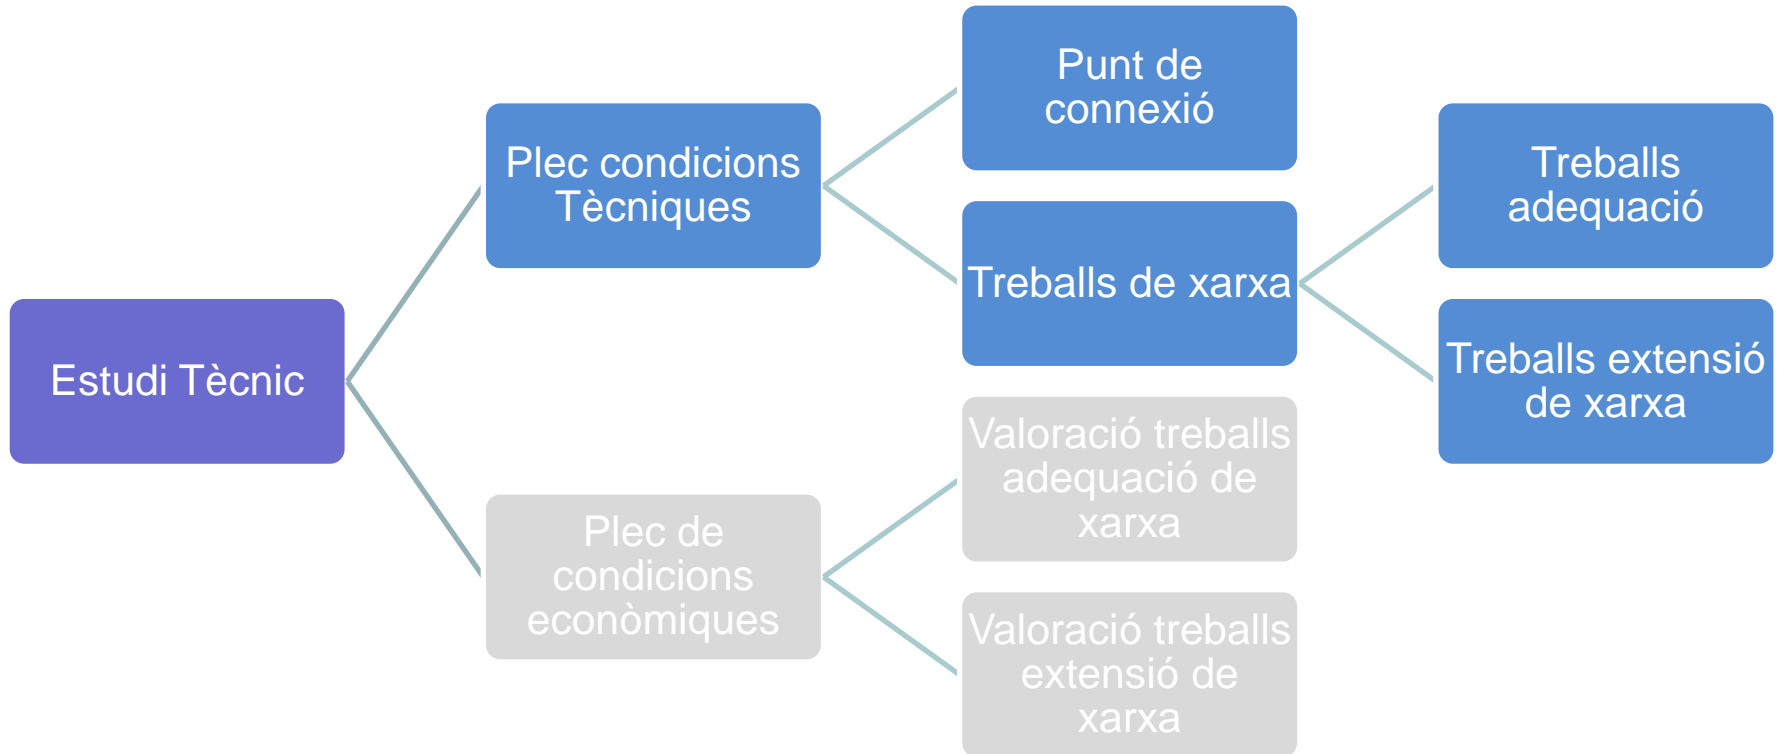 Estudi Tècnic
Plec condicions
Tècniques
Punt de
connexió
Treballs de xarxa
Treballs
adequació
Treballs extensió
de xarxa
Plec de
condicions
econòmiques
Valoració treballs
adequació de
xarxa
Valoració treballs
extensió de
xarxa